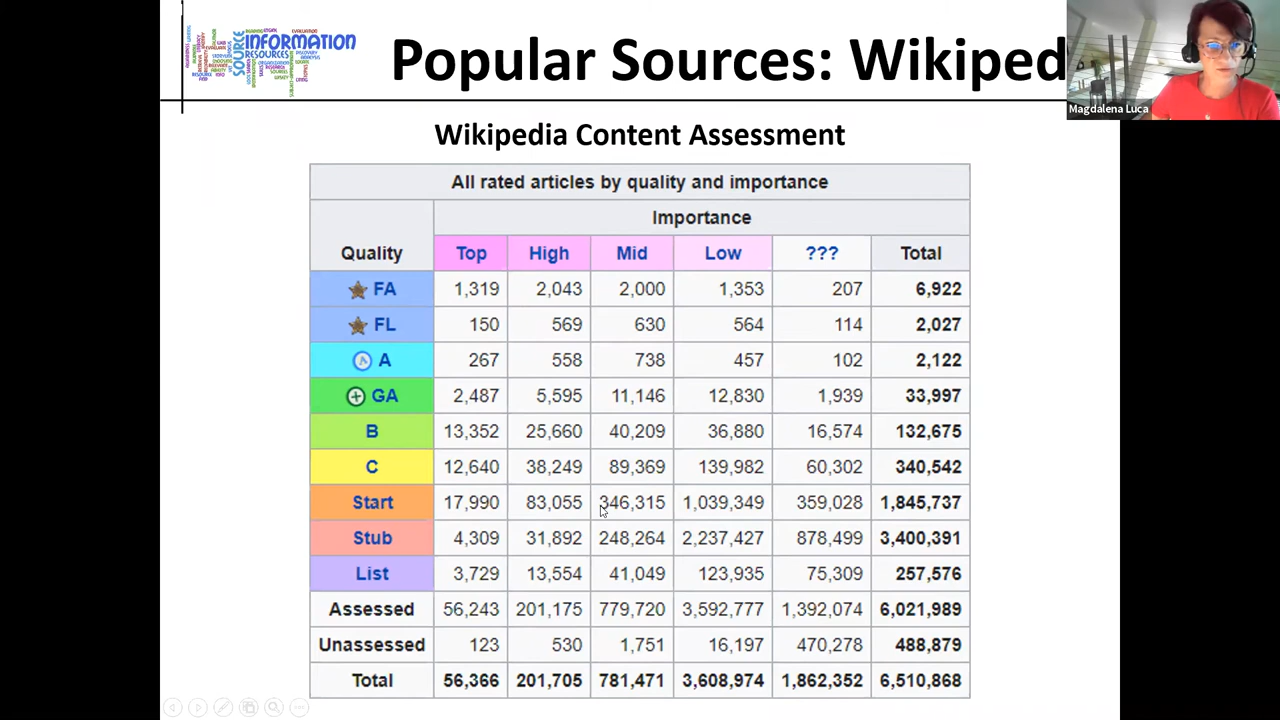 SOURCE INFORMATION
RESOURCES
Popular Sources: Wikiped
Magdalena Luca
Wikipedia Content Assessment
All rated articles by quality and importance
Importance
Quality Top High Mid Low ??? Total
FA 1,319 2,043 2,000 1,353 207 6,922
FL 150 569 630 564 114 2,027
A 267 558 738 457 102 2,122
GA 2,487 5,595 11,146 12,830 1,939 33,997
B 13,352 25,660 40,209 36,880 16,574 132,675
C 12,640 38,249 89,369 139,982 60,302 340,542
Start 17,990 83,055 346,315 1,039,349 359,028 1,845,737
Stub 4,309 31,892 248,264 2,237,427 878,499 3,400,391
List 3,729 13,554 41,049 123,935 75,309 257,576
Assessed 56,243 201,175 779,720 3,592,777 1,392,074 6,021,989
Unassessed 123 530 1,751 16,197 470,278 488,879
Total 56,366 201,705 781,471 3,608,974 1,862,352 6,510,868